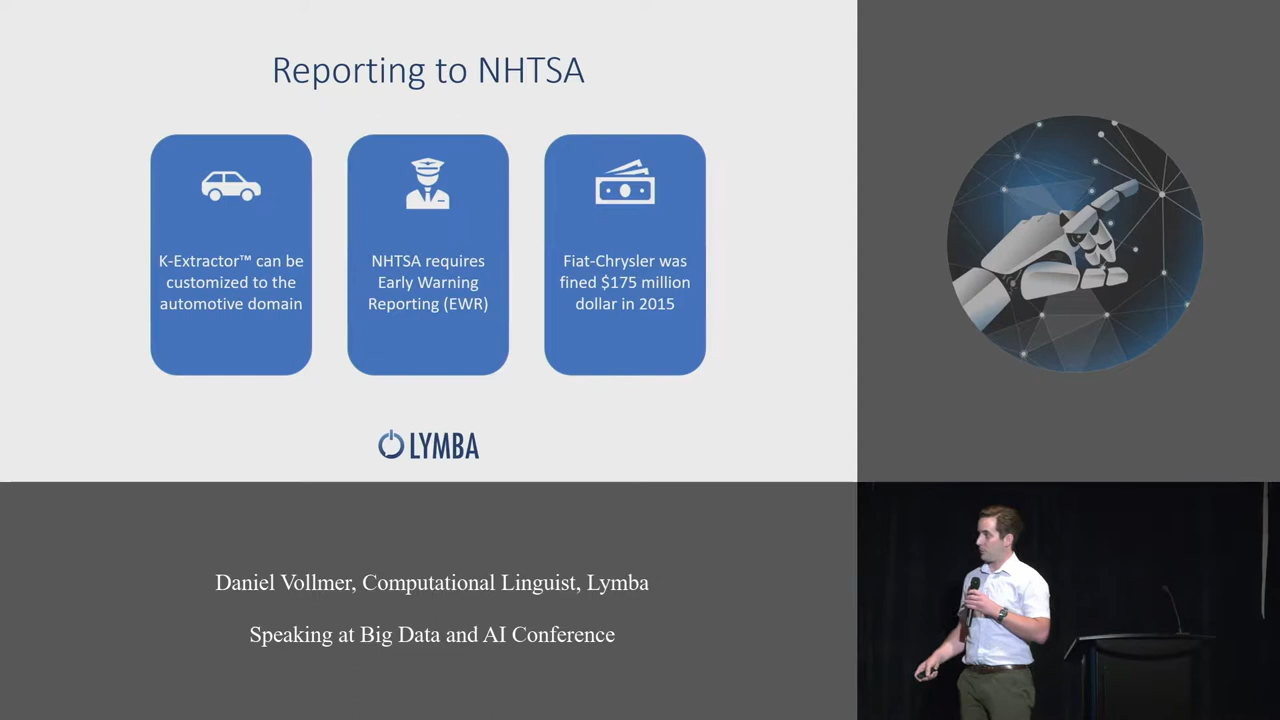 Reporting to NHTSA
K-Extractor™ can be
customized to the
automotive domain
NHTSA requires
Early Warning
Reporting (EWR)
Fiat-Chrysler was
fined $175 million
dollar in 2015
LYMBA
Daniel Vollmer, Computational Linguist, Lymba
Speaking at Big Data and AI Conference